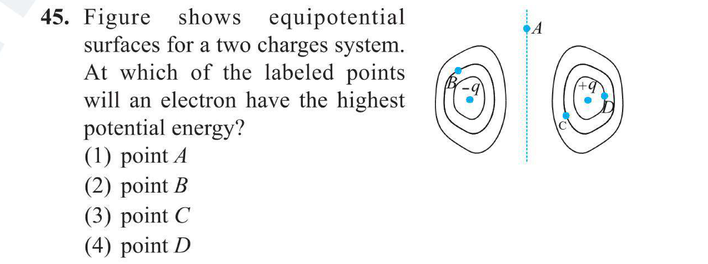 45. Figure shows equipotential
surfaces for a two charges system.
At which of the labeled points
will an electron have the highest
potential energy?
(1) point A
(2) point B
(3) point C
(4) point D
A
B
-q
+q
D
C